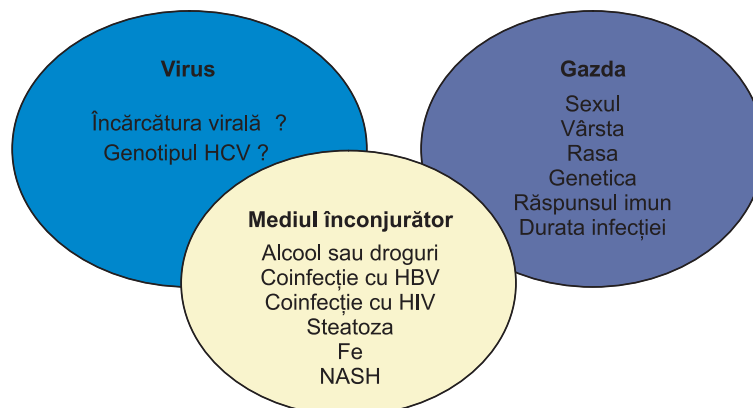 Virus
Încărcătura virală ?
Genotipul HCV ?
Gazda
Sexul
Vârsta
Rasa
Genetica
Răspunsul imun
Durata infecției
Mediul înconjurător
Alcool sau droguri
Coinfecție cu HBV
Coinfecție cu HIV
Steatoza
Fe
NASH